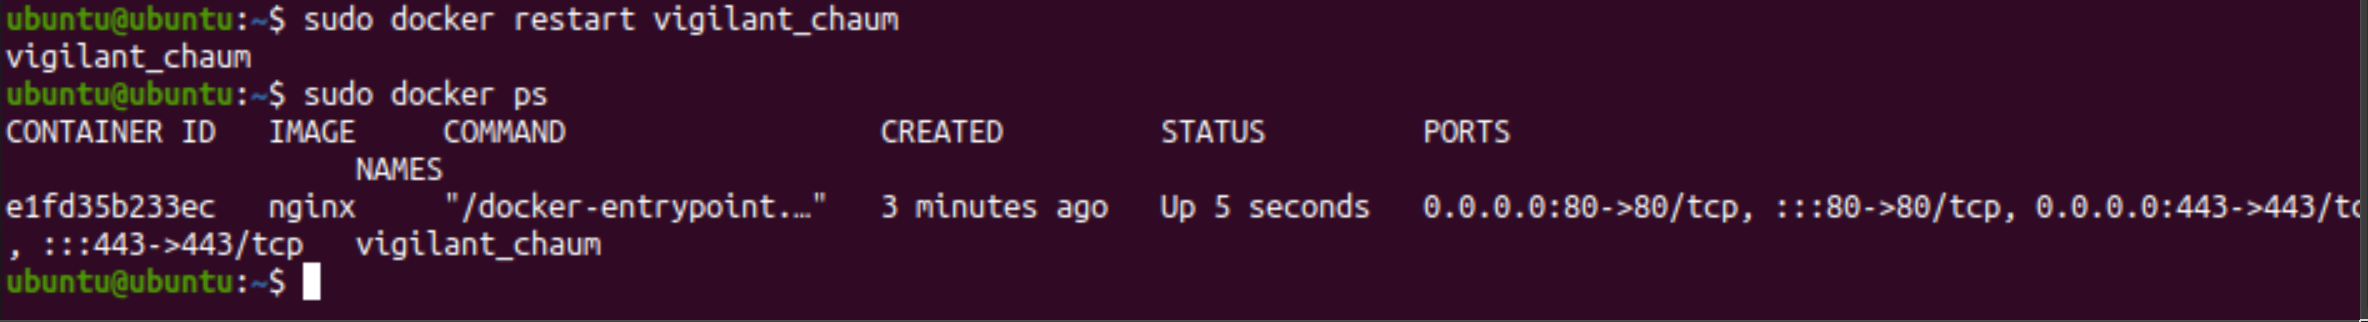 ubuntu@ubuntu:~$ sudo docker restart vigilant_chaum
vigilant_chaum
ubuntu@ubuntu:~$ sudo docker ps
CONTAINER ID   IMAGE     COMMAND                  CREATED         STATUS         PORTS
                    NAMES
e1fd35b233ec   nginx     "/docker-entrypoint.…"   3 minutes ago   Up 5 seconds   0.0.0.0:80->80/tcp, :::80->80/tcp, 0.0.0.0:443->443/tc
, :::443->443/tcp   vigilant_chaum
ubuntu@ubuntu:~$